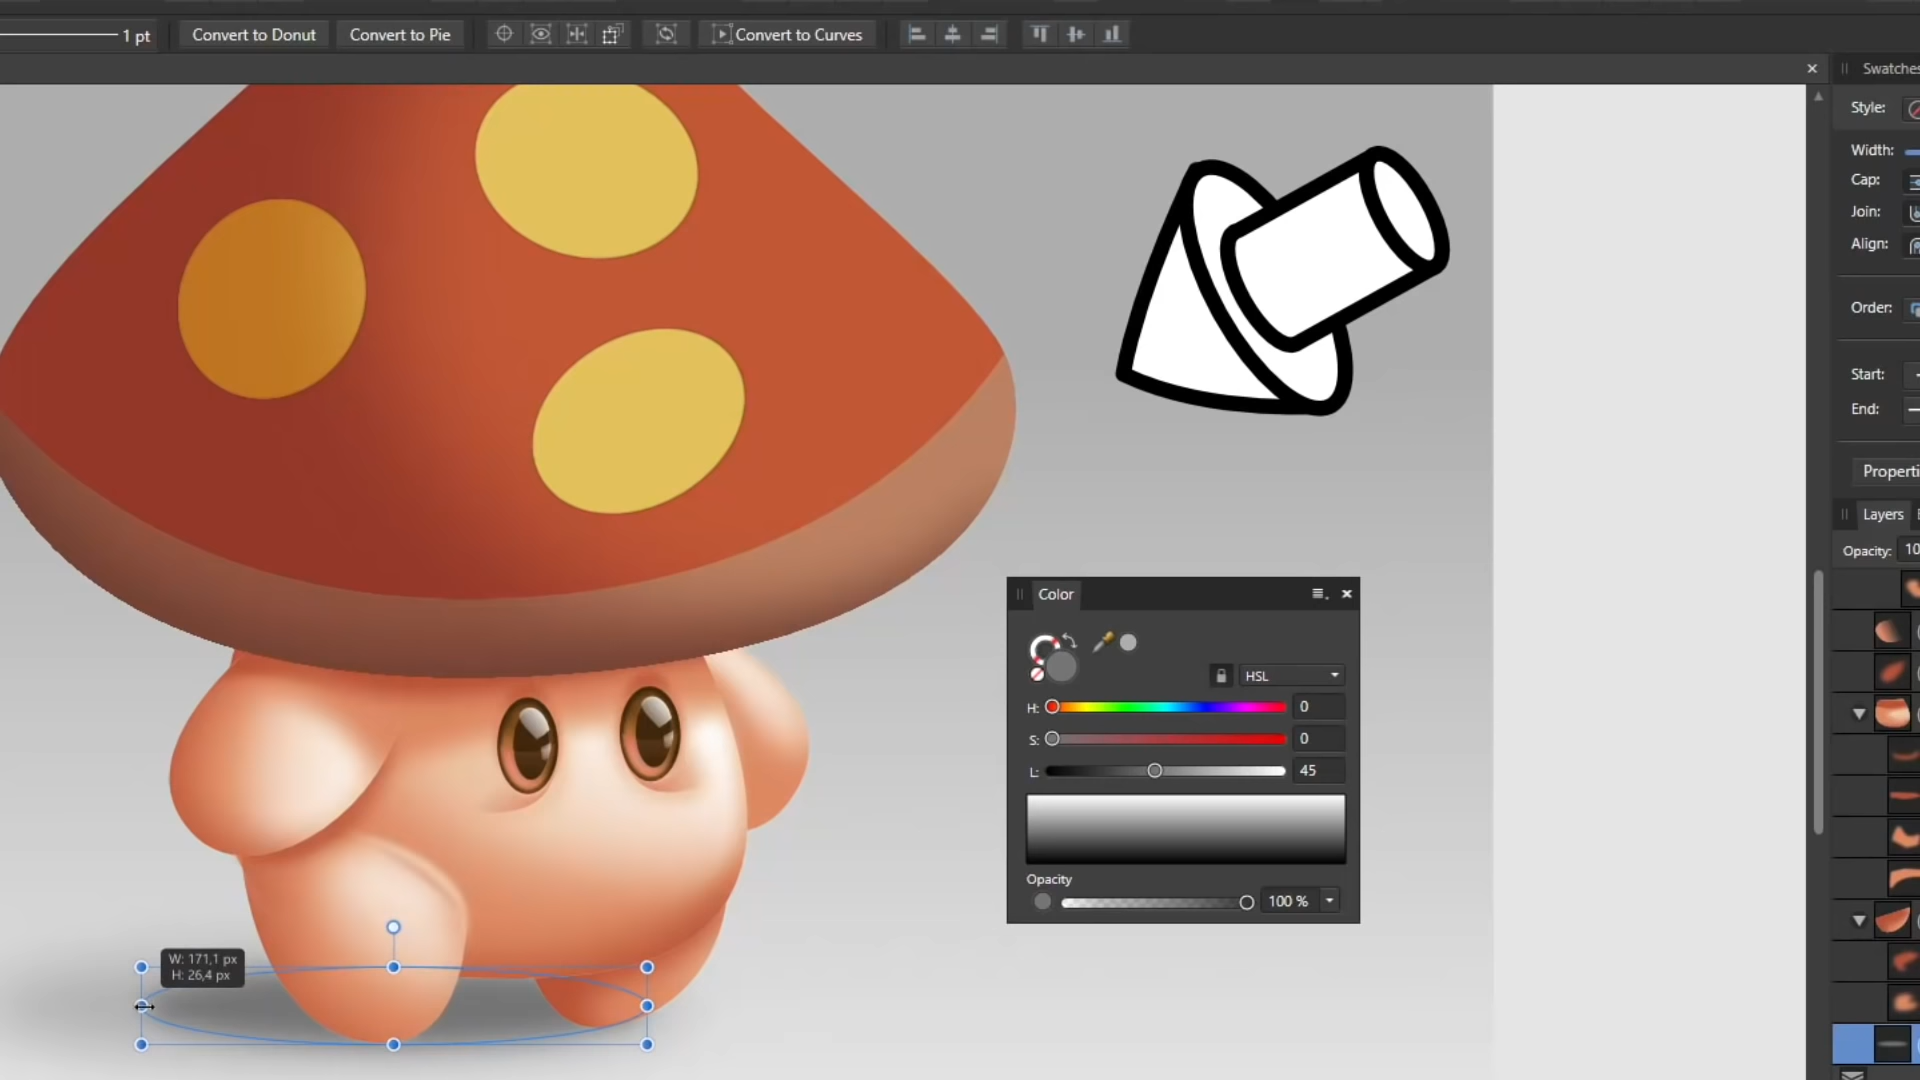 1 pt
Convert to Donut
Convert to Pie
Convert to Curves
Swatches
Style:
Width:
Cap:
Join:
Align:
Order:
Start:
End:
Properti
Layers
Opacity: 10
Color
HSL
H: 0
S: 0
L: 45
Opacity
100 %
W: 171,1 px
H: 26,4 px